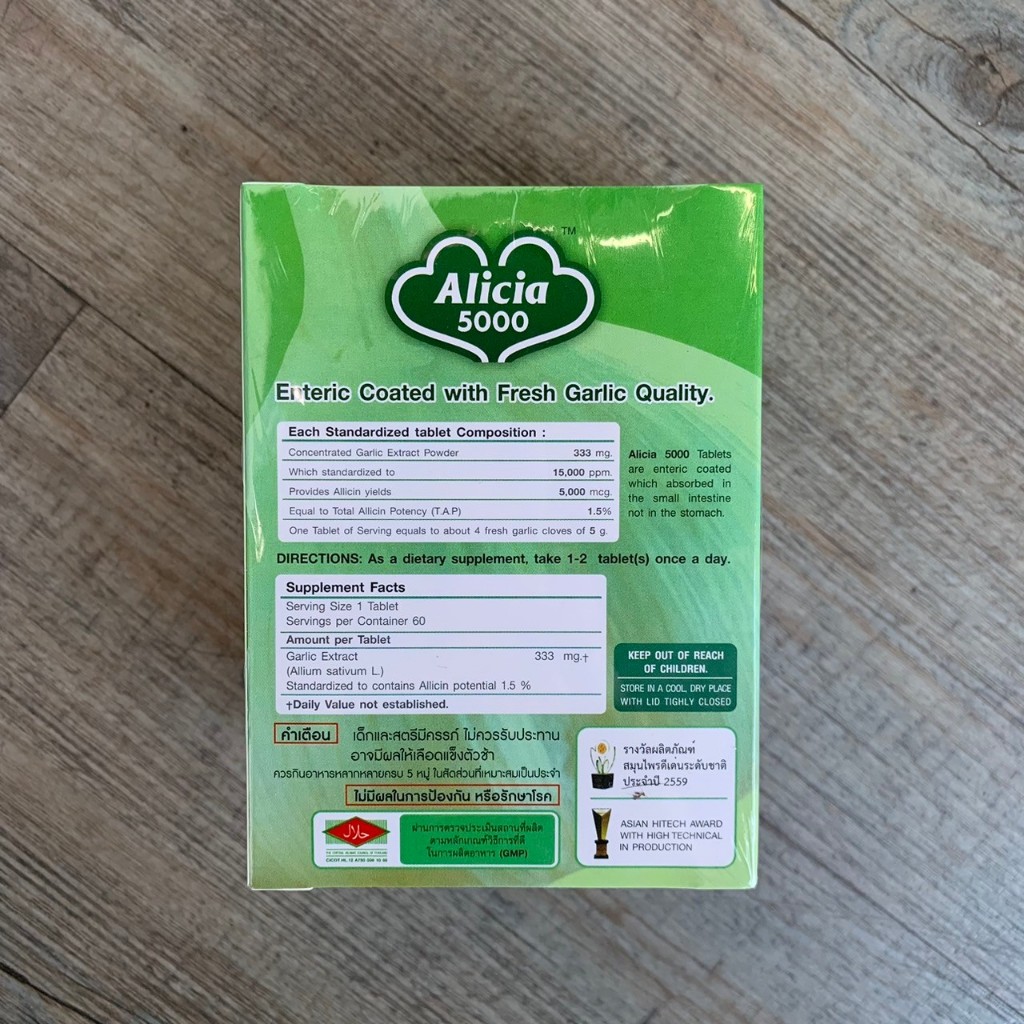 Alicia
5000
TM
Enteric Coated with Fresh Garlic Quality.
Each Standardized tablet Composition :
Concentrated Garlic Extract Powder 333 mg.
Which standardized to 15,000 ppm.
Provides Allicin yields 5,000 mcg.
Equal to Total Allicin Potency (T.A.P) 1.5%
One Tablet of Serving equals to about 4 fresh garlic cloves of 5 g.
Alicia 5000 Tablets
are enteric coated
which absorbed in
the small intestine
not in the stomach.
DIRECTIONS: As a dietary supplement, take 1-2 tablet(s) once a day.
Supplement Facts
Serving Size 1 Tablet
Servings per Container 60
Amount per Tablet
Garlic Extract 333 mg.†
(Allium sativum L.)
Standardized to contains Allicin potential 1.5 %
†Daily Value not established.
KEEP OUT OF REACH
OF CHILDREN.
STORE IN A COOL, DRY PLACE
WITH LID TIGHLY CLOSED
คำเตือน เด็กและสตรีมีครรภ์ ไม่ควรรับประทาน
อาจมีผลให้เลือดแข็งตัวช้า
ควรกินอาหารหลากหลายครบ 5 หมู่ ในสัดส่วนที่เหมาะสมเป็นประจำ
ไม่มีผลในการป้องกัน หรือรักษาโรค
حلال
ผ่านการตรวจประเมินสถานที่ผลิต
ตามหลักเกณฑ์วิธีการที่ดี
ในการผลิตอาหาร (GMP)
รางวัลผลิตภัณฑ์
สมุนไพรดีเด่นระดับชาติ
ประจำปี 2559
ASIAN HITECH AWARD
WITH HIGH TECHNICAL
IN PRODUCTION